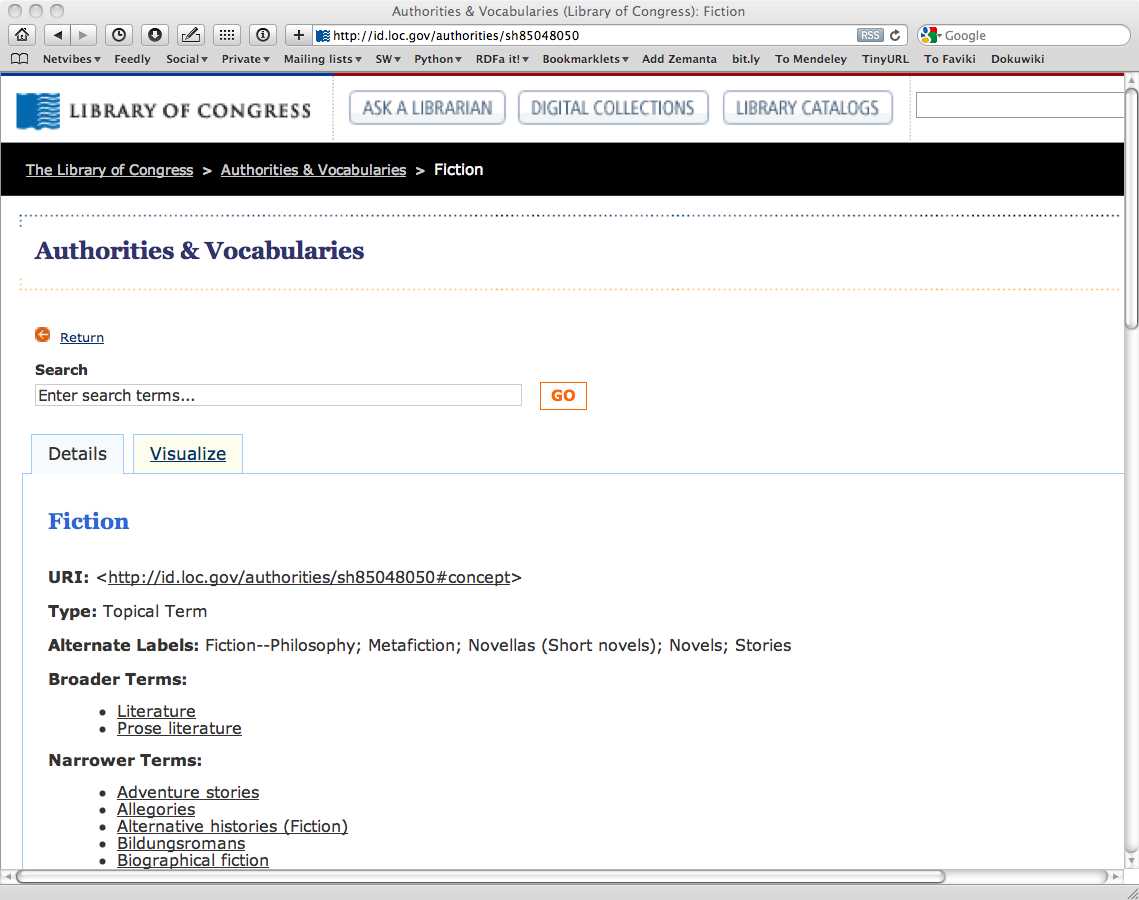 Authorities & Vocabularies (Library of Congress): Fiction
http://id.loc.gov/authorities/sh85048050 RSS Google
Netvibes Feedly Social Private Mailing lists SW Python RDFa it! Bookmarklets Add Zemanta bit.ly To Mendeley TinyURL To Faviki Dokuwiki
LIBRARY OF CONGRESS ASK A LIBRARIAN DIGITAL COLLECTIONS LIBRARY CATALOGS
The Library of Congress > Authorities & Vocabularies > Fiction
Authorities & Vocabularies
Return
Search
Enter search terms... GO
Details Visualize
Fiction
URI: <http://id.loc.gov/authorities/sh85048050#concept>
Type: Topical Term
Alternate Labels: Fiction--Philosophy; Metafiction; Novellas (Short novels); Novels; Stories
Broader Terms:
• Literature
• Prose literature
Narrower Terms:
• Adventure stories
• Allegories
• Alternative histories (Fiction)
• Bildungsromans
• Biographical fiction